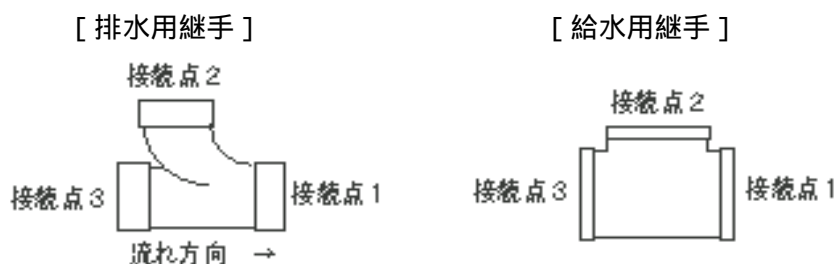 [ 排水用継手 ]
[ 給水用継手 ]
接続点2
接続点3
接続点1
流れ方向 →
接続点2
接続点3
接続点1